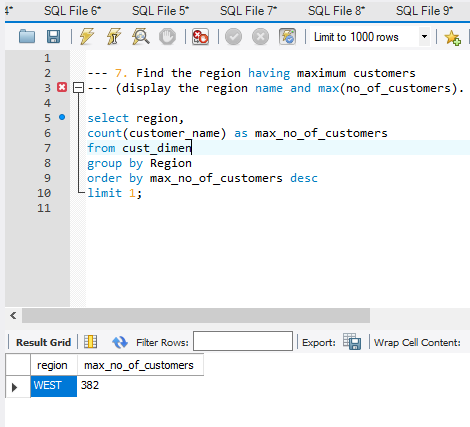 4*
SQL File 6*
SQL File 5*
SQL File 7*
SQL File 8*
SQL File 9*
Limit to 1000 rows
1
2 --- 7. Find the region having maximum customers
3 --- (display the region name and max(no_of_customers).
4
5 select region,
6 count(customer_name) as max_no_of_customers
7 from cust_dimen
8 group by Region
9 order by max_no_of_customers desc
10 limit 1;
11
Result Grid Filter Rows: Export: Wrap Cell Content:
region max_no_of_customers
WEST 382